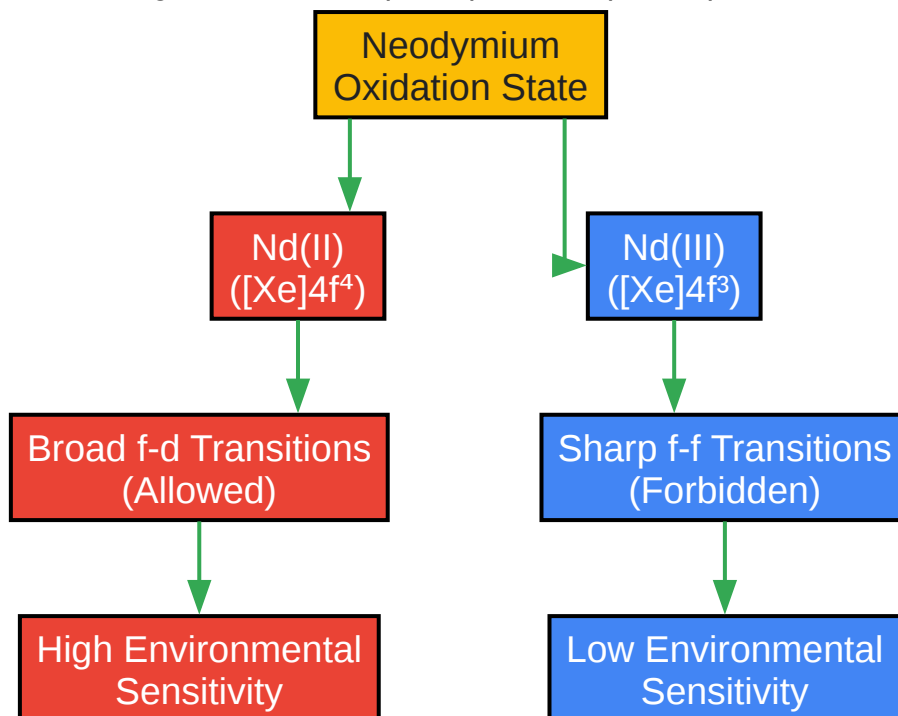 Neodymium
Oxidation State
Nd(II)
([Xe]4f⁴)
Nd(III)
([Xe]4f³)
Broad f-d Transitions
(Allowed)
Sharp f-f Transitions
(Forbidden)
High Environmental
Sensitivity
Low Environmental
Sensitivity